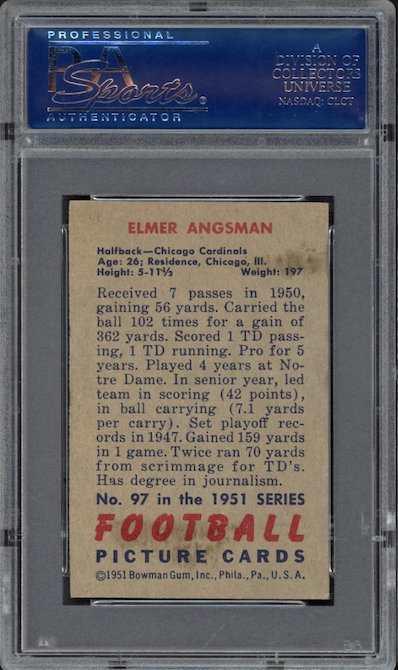 PROFESSIONAL
PSA
Sports ®
AUTHENTICATOR
A
DIVISION OF
COLLECTORS
UNIVERSE
NASDAQ: CLCT
ELMER ANGSMAN
Halfback—Chicago Cardinals
Age: 26; Residence, Chicago, Ill.
Height: 5-11½ Weight: 197
Received 7 passes in 1950,
gaining 56 yards. Carried the
ball 102 times for a gain of
362 yards. Scored 1 TD pass-
ing, 1 TD running. Pro for 5
years. Played 4 years at No-
tre Dame. In senior year, led
team in scoring (42 points),
in ball carrying (7.1 yards
per carry). Set playoff rec-
ords in 1947. Gained 159 yards
in 1 game. Twice ran 70 yards
from scrimmage for TD's.
Has degree in journalism.
No. 97 in the 1951 SERIES
FOOTBALL
PICTURE CARDS
©1951 Bowman Gum, Inc., Phila., Pa., U.S.A.